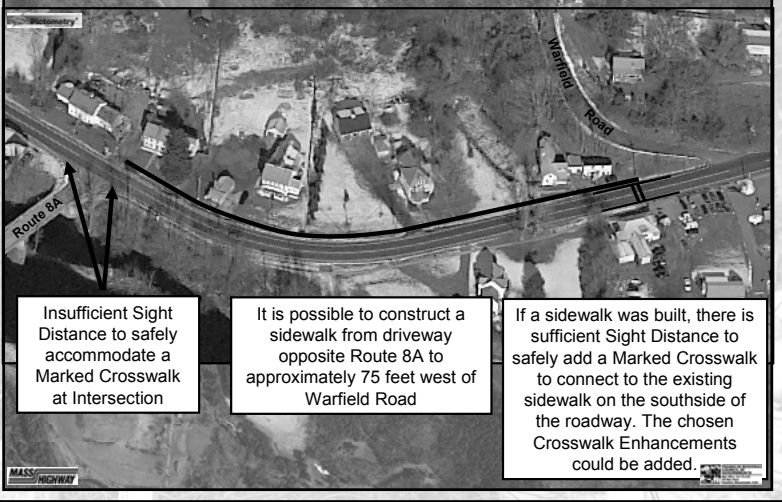 Pictometry
Warfield
Road
Route 8A
Insufficient Sight
Distance to safely
accommodate a
Marked Crosswalk
at Intersection
It is possible to construct a
sidewalk from driveway
opposite Route 8A to
approximately 75 feet west of
Warfield Road
If a sidewalk was built, there is
sufficient Sight Distance to
safely add a Marked Crosswalk
to connect to the existing
sidewalk on the southside of
the roadway. The chosen
Crosswalk Enhancements
could be added.
MASS HIGHWAY